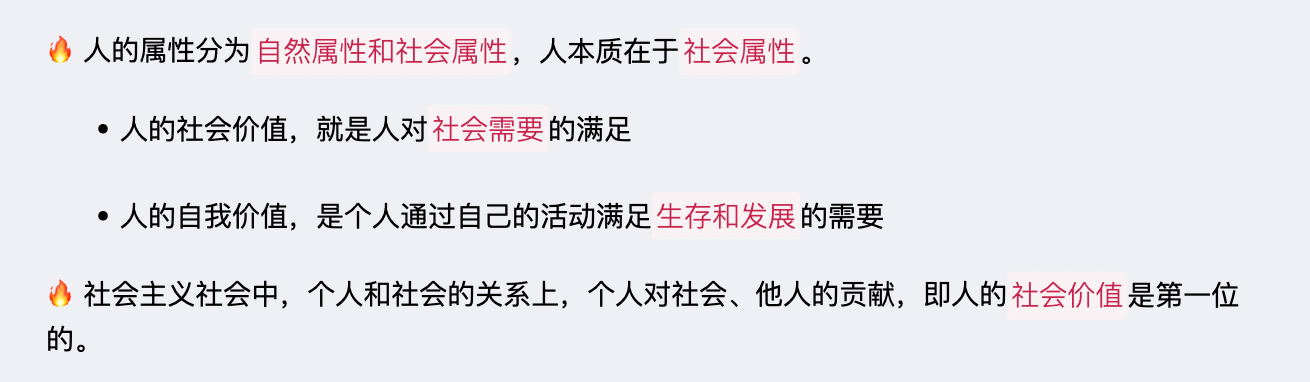 🔥 人的属性分为自然属性和社会属性，人本质在于社会属性。
• 人的社会价值，就是人对社会需要的满足
• 人的自我价值，是个人通过自己的活动满足生存和发展的需要
🔥 社会主义社会中，个人和社会的关系上，个人对社会、他人的贡献，即人的社会价值是第一位
的。